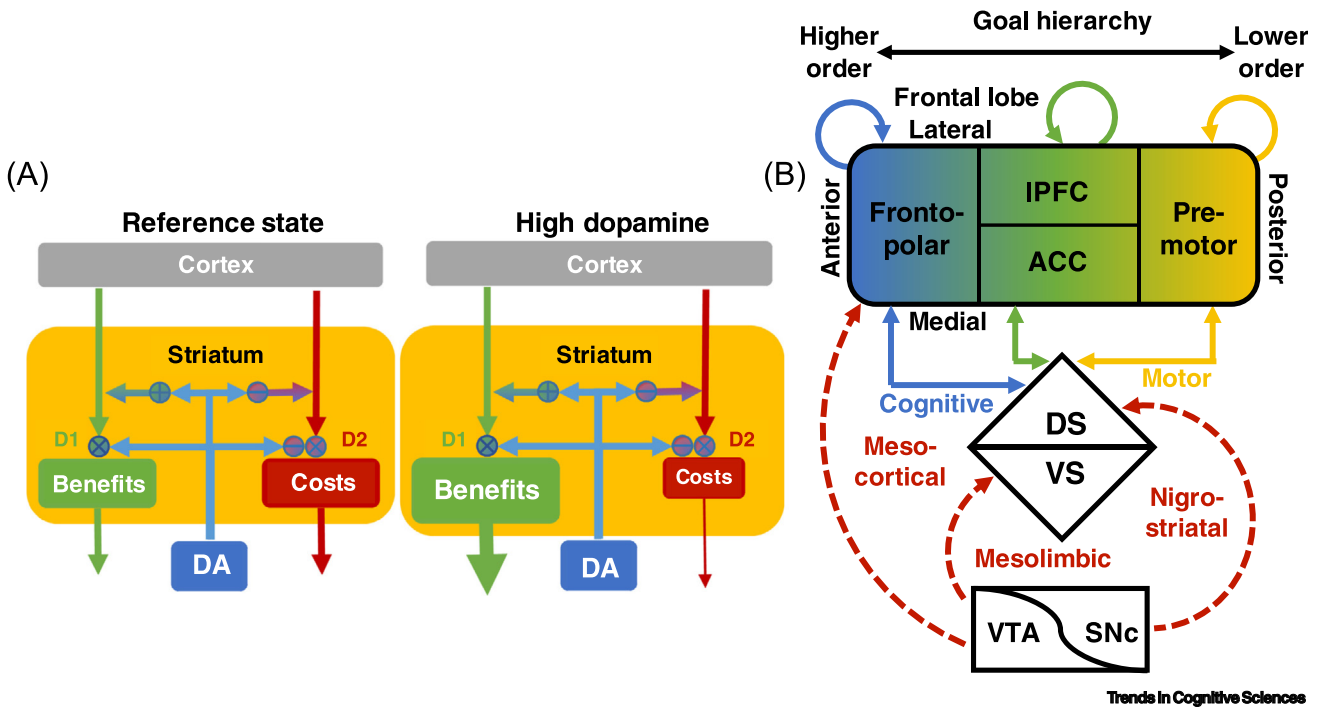 (A)
Reference state
Cortex
Striatum
D1
D2
Benefits
Costs
DA
High dopamine
Cortex
Striatum
D1
D2
Benefits
Costs
DA
(B)
Goal hierarchy
Higher
order
Lower
order
Frontal lobe
Lateral
Anterior
Posterior
Fronto-
polar
lPFC
ACC
Pre-
motor
Medial
Cognitive
Motor
DS
VS
Meso-
cortical
Mesolimbic
Nigro-
striatal
VTA
SNc
Trends in Cognitive Sciences